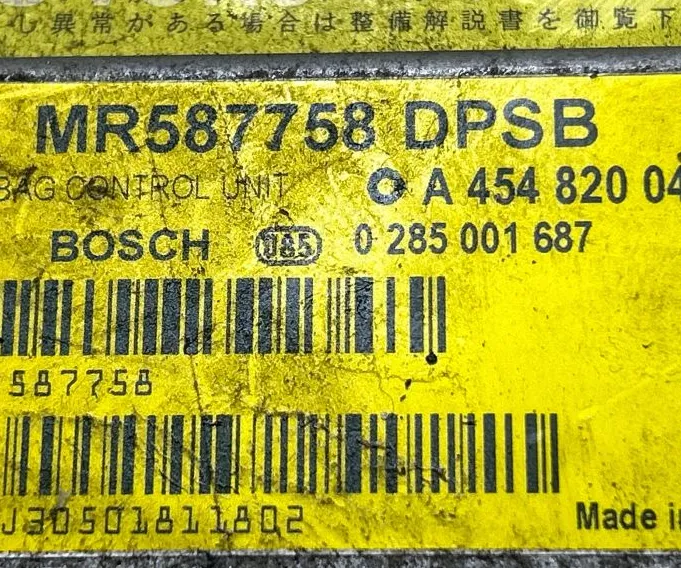 し異常がある場合は整備解説書を御覧下
MR587758 DPSB
BAG CONTROL UNIT A 454 820 04
BOSCH 0 285 001 687
587758
J30501811802
Made in